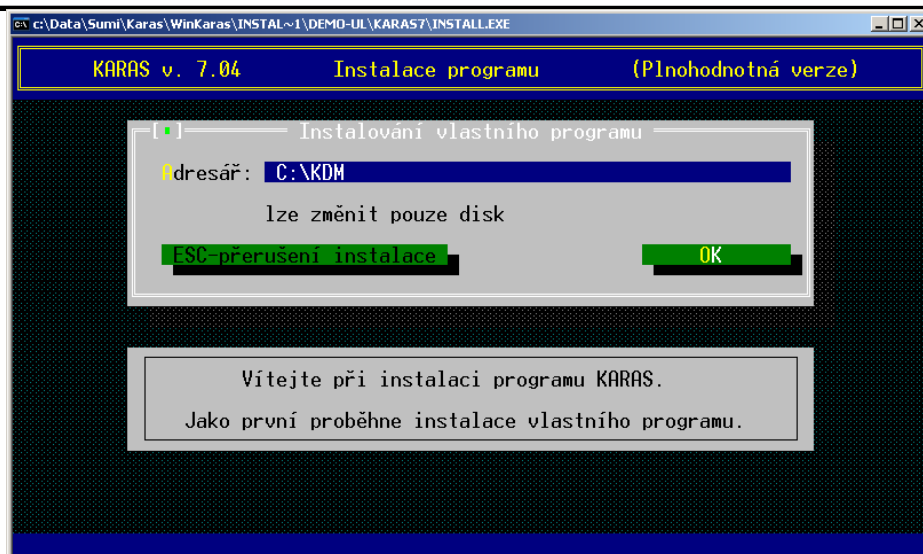 c:\Data\Sumi\Karas\WinKaras\INSTAL~1\DEMO-UL\KARAS7\INSTALL.EXE
KARAS v. 7.04 Instalace programu (Plnohodnotná verze)
Instalování vlastního programu
Adresář: C:\KDM
lze změnit pouze disk
ESC-přerušení instalace OK
Vítejte při instalaci programu KARAS.
Jako první proběhne instalace vlastního programu.